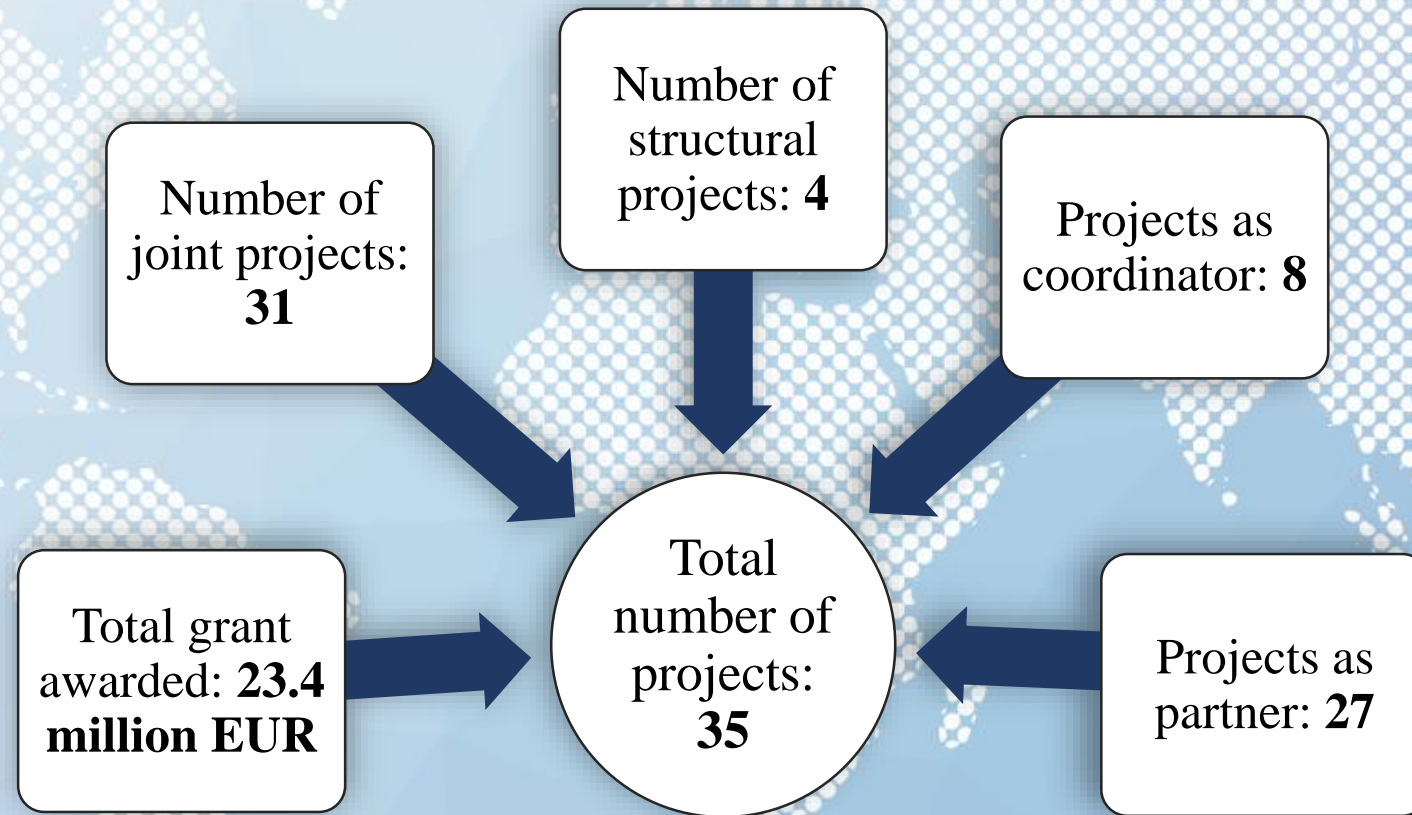 Number of
structural
projects: 4
Number of
joint projects:
31
Projects as
coordinator: 8
Total grant
awarded: 23.4
million EUR
Total
number of
projects:
35
Projects as
partner: 27